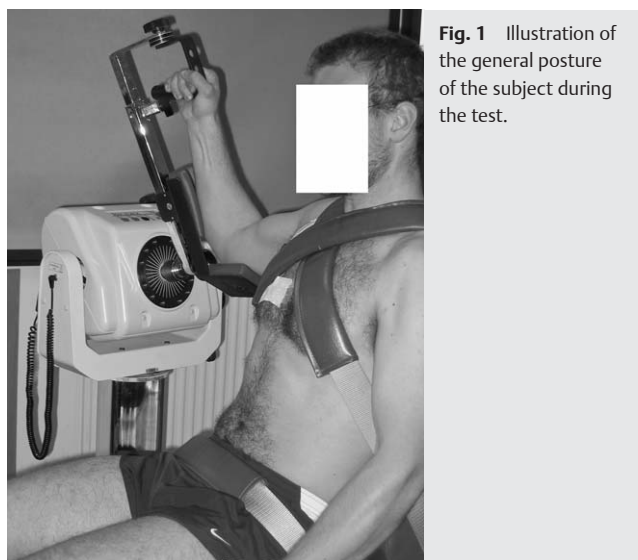 Fig. 1 Illustration of
the general posture
of the subject during
the test.